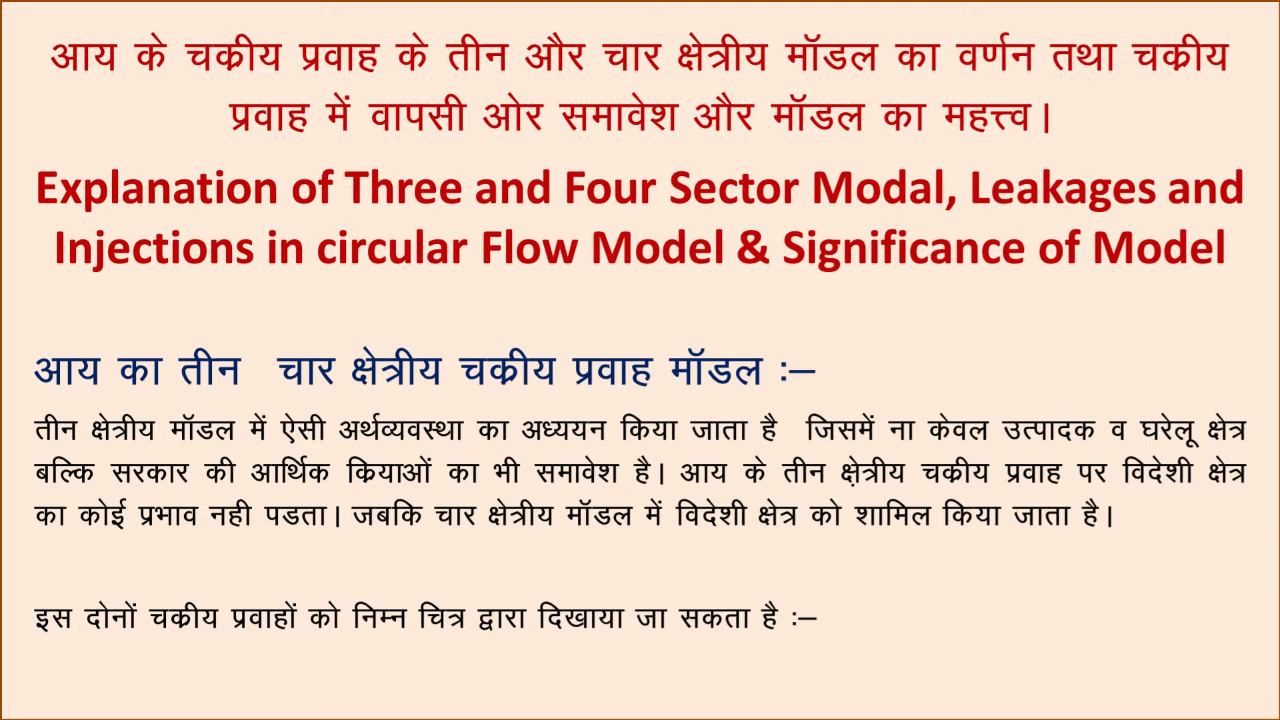 आय के चक्रीय प्रवाह के तीन और चार क्षेत्रीय मॉडल का वर्णन तथा चक्रीय
प्रवाह में वापसी ओर समावेश और मॉडल का महत्त्व।
Explanation of Three and Four Sector Modal, Leakages and
Injections in circular Flow Model & Significance of Model
आय का तीन चार क्षेत्रीय चक्रीय प्रवाह मॉडल :–
तीन क्षेत्रीय मॉडल में ऐसी अर्थव्यवस्था का अध्ययन किया जाता है जिसमें ना केवल उत्पादक व घरेलू क्षेत्र
बल्कि सरकार की आर्थिक क्रियाओं का भी समावेश है। आय के तीन क्षे़त्रीय चक्रीय प्रवाह पर विदेशी क्षेत्र
का कोई प्रभाव नही पडता। जबकि चार क्षेत्रीय मॉडल में विदेशी क्षेत्र को शामिल किया जाता है।
इस दोनों चक्रीय प्रवाहों को निम्न चित्र द्वारा दिखाया जा सकता है :–